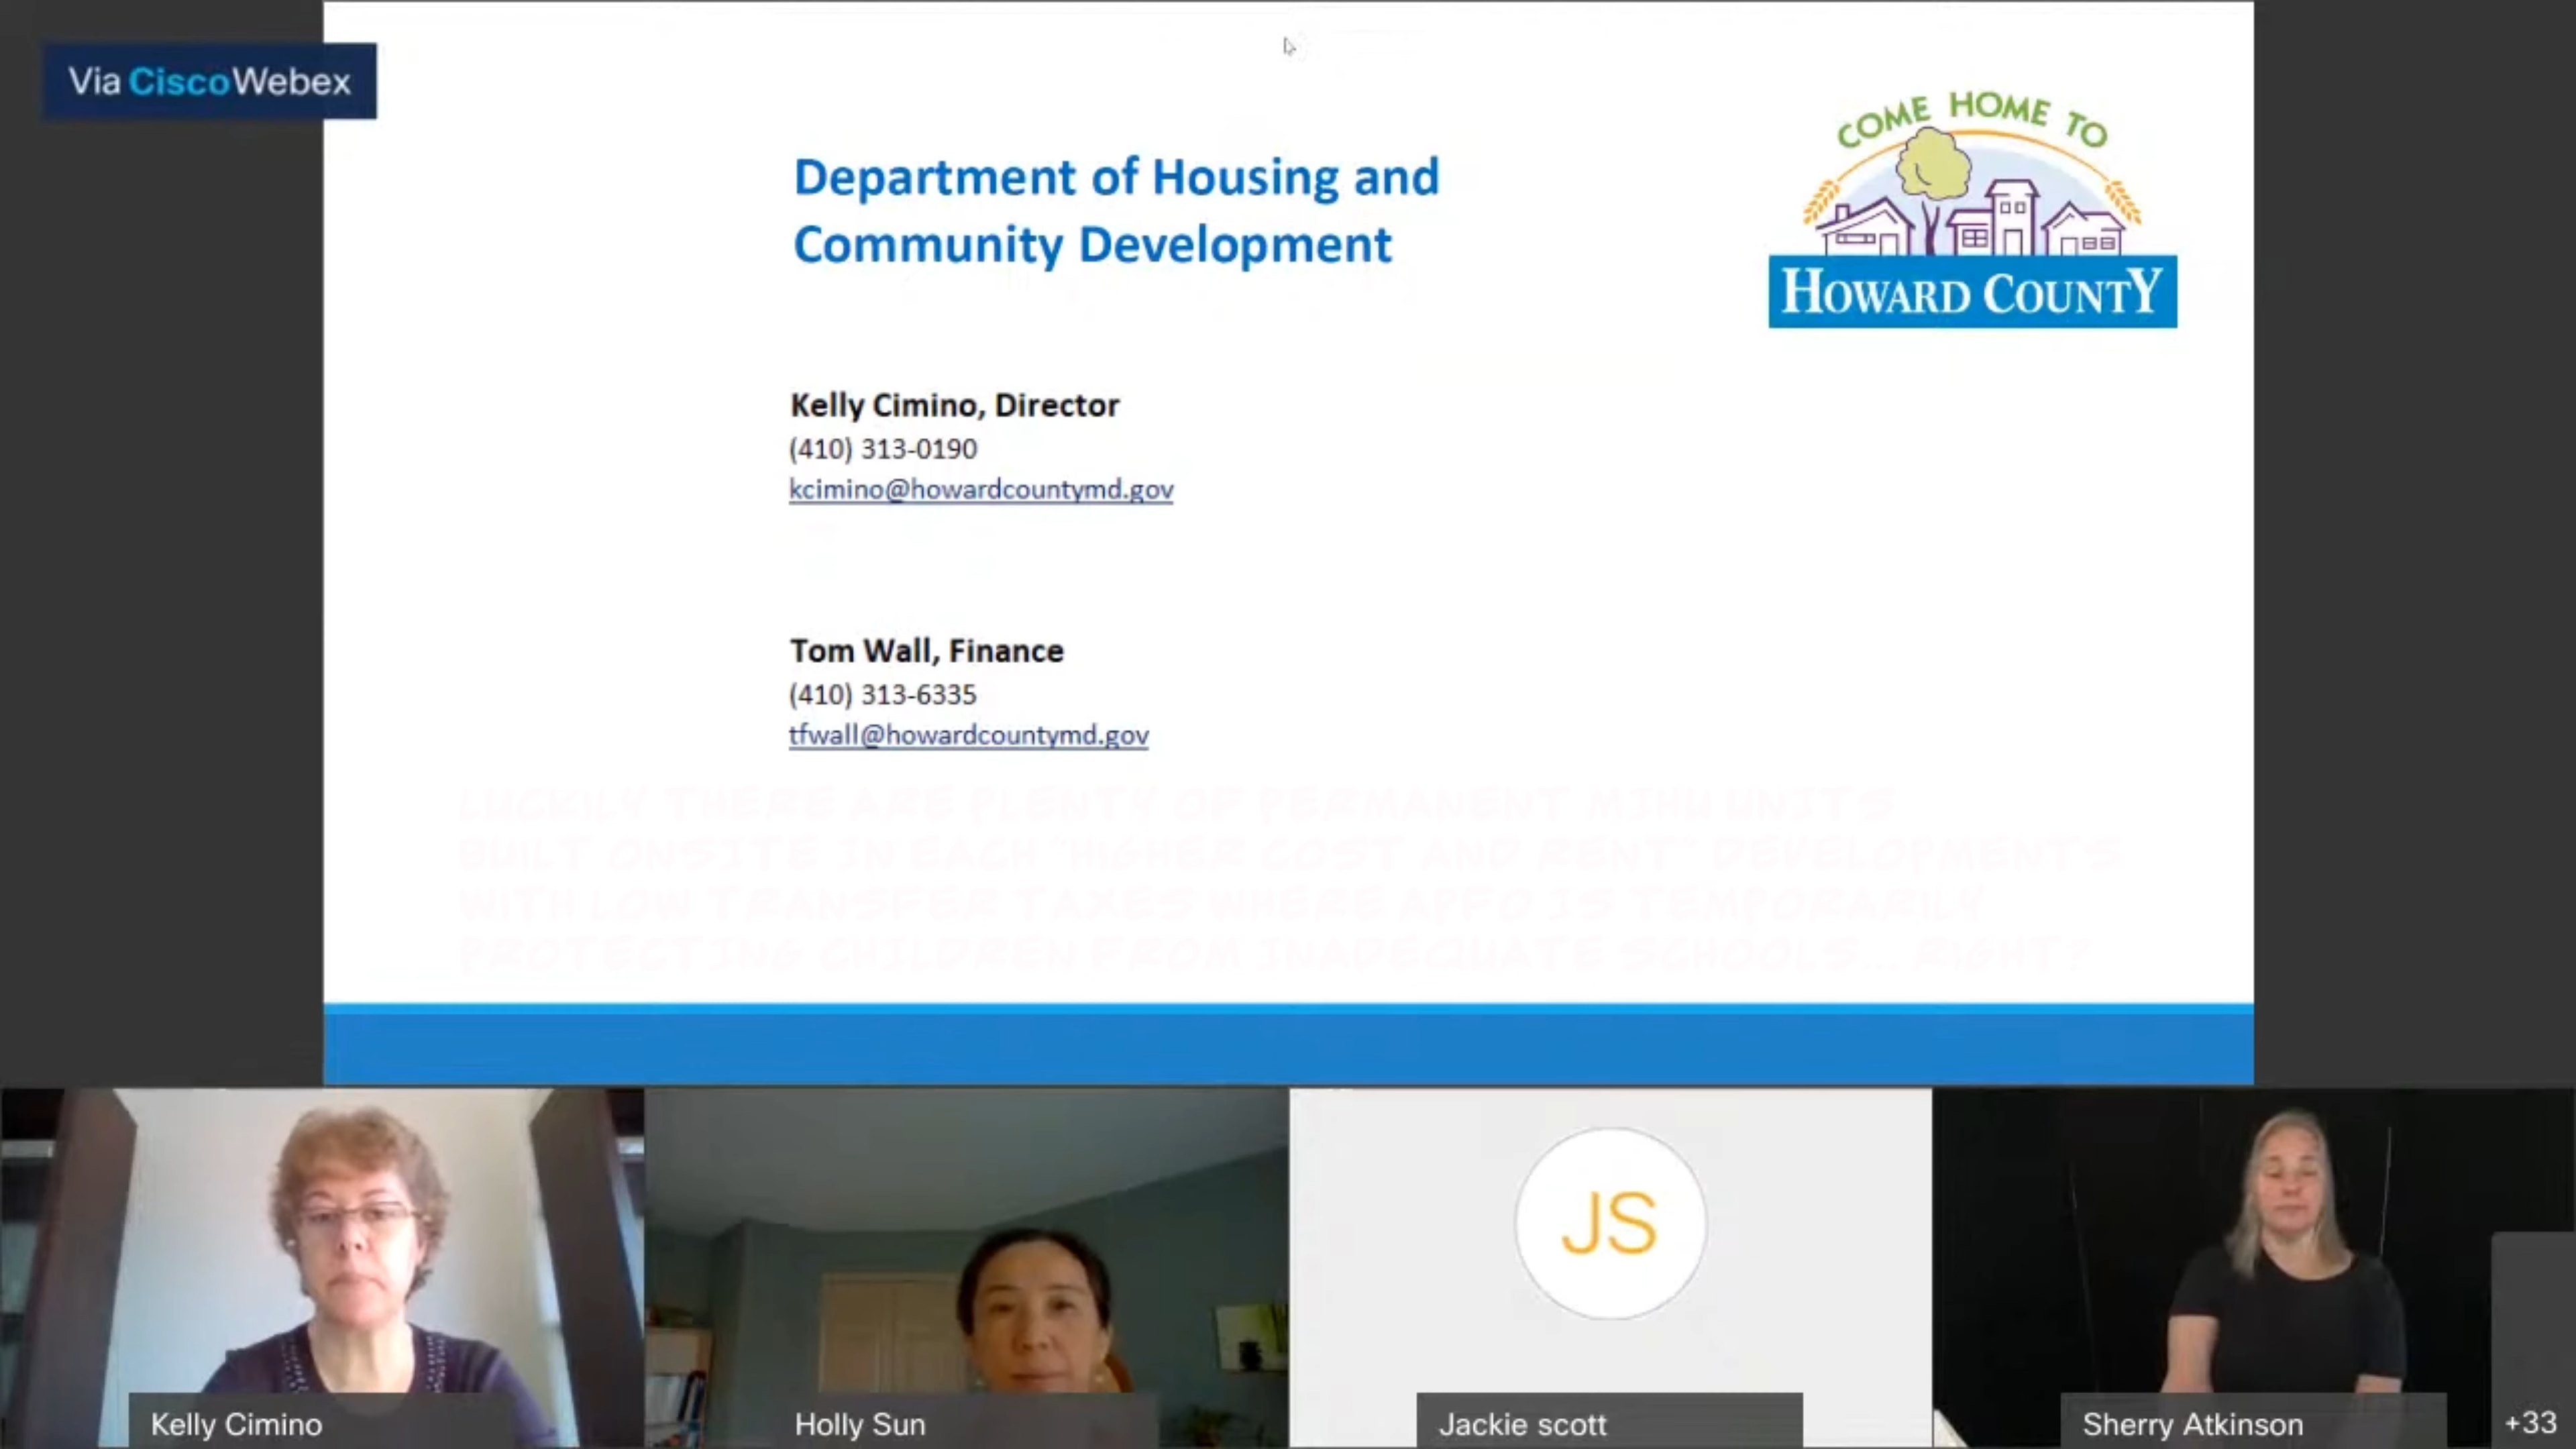 Via CiscoWebex
COME HOME TO
HOWARD COUNTY
Department of Housing and
Community Development
Kelly Cimino, Director
(410) 313-0190
kcimino@howardcountymd.gov
Tom Wall, Finance
(410) 313-6335
tfwall@howardcountymd.gov
LUCKILY THERE ARE PLENTY OF PERMANENT MIHU UNITS
BUILT ONSITE IN EACH "HIGHER COST AND RENT" DEVELOPMENTS
WITH LOW TRANSFER TAXES WHERE APFO IS TEMPORARILY
PROTECTING CHILDREN FROM INADEQUATE SCHOOLS... RIGHT?
JS
Kelly Cimino
Holly Sun
Jackie scott
Sherry Atkinson
+33